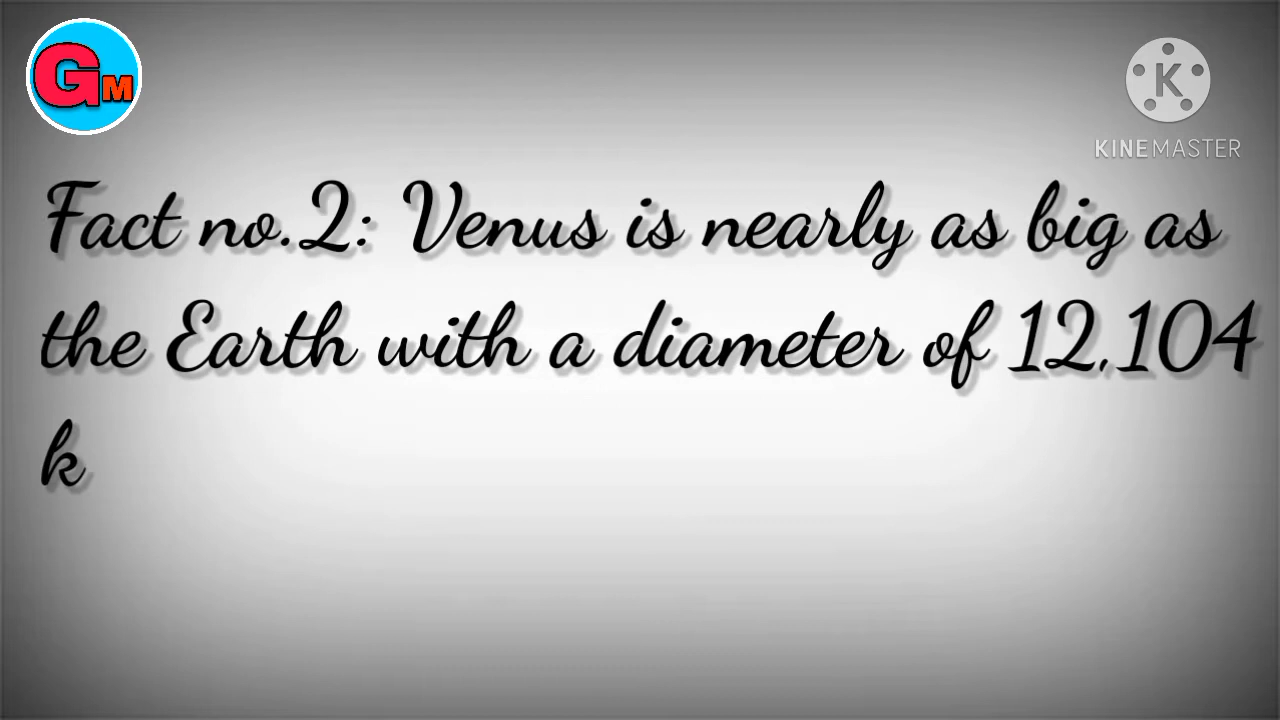 GM
K
KINEMASTER
Fact no.2: Venus is nearly as big as
the Earth with a diameter of 12,104
k